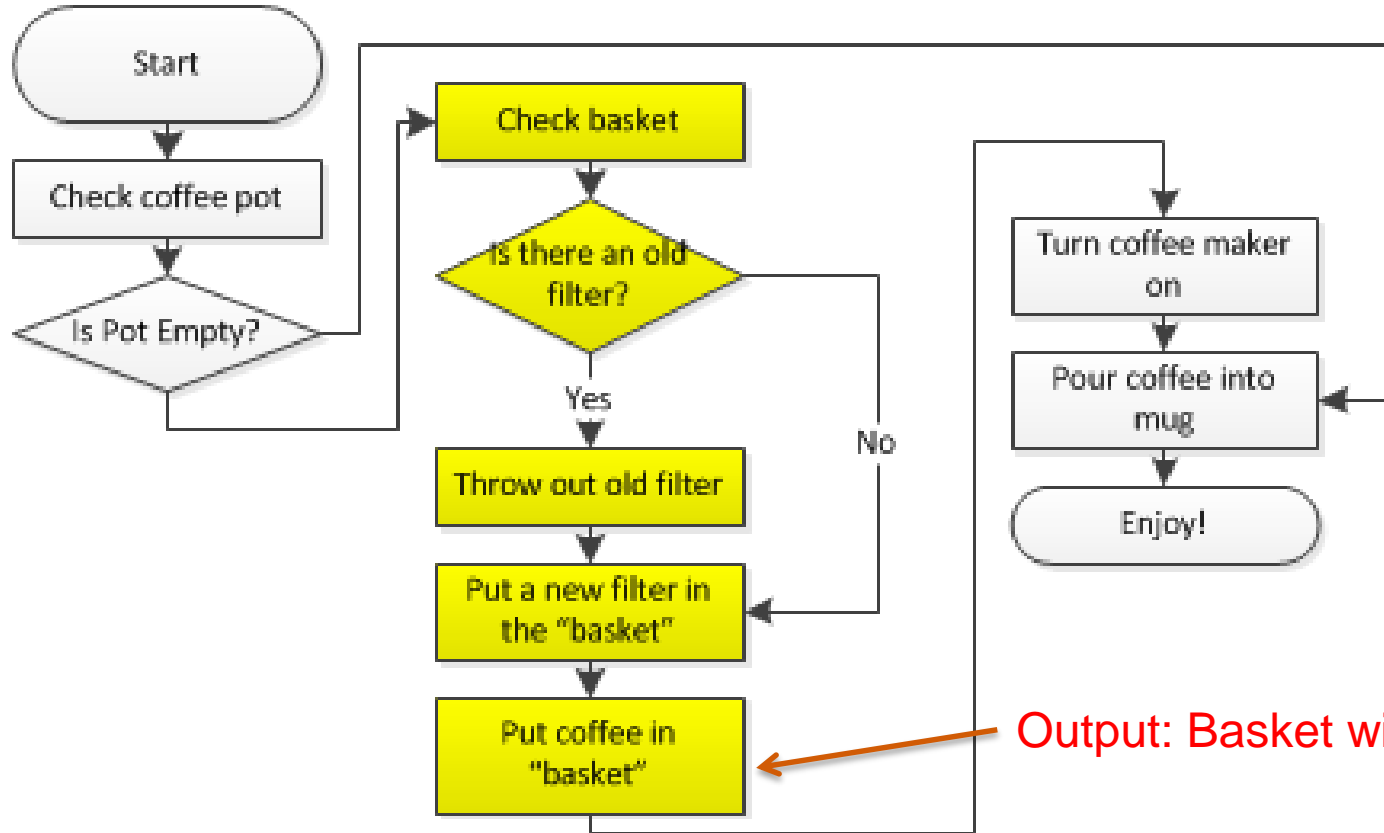 Start
Check coffee pot
Is Pot Empty?
Check basket
Is there an old
filter?
Yes
No
Throw out old filter
Put a new filter in
the “basket“
Put coffee in
"basket“
Turn coffee maker
on
Pour coffee into
mug
Enjoy!
Output: Basket